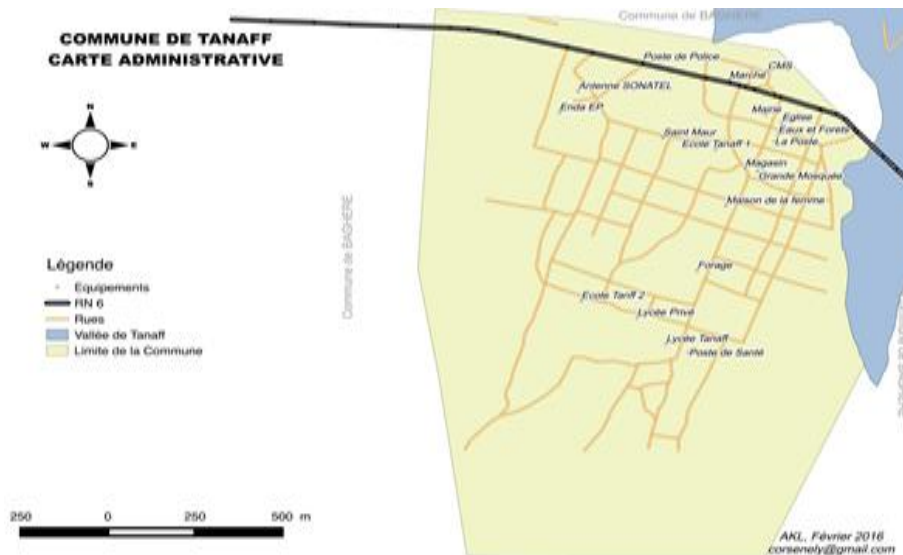 COMMUNE DE TANAFF
CARTE ADMINISTRATIVE
Commune de BAGHERE
Poste de Police
CMS
Marché
Antenne SONATEL
Enda EP
Mairie
Eglise
Saint Maur
Eaux et Forets
Ecole Tanaff 1
La Poste
Magasin
Grande Mosquée
Maison de la femme
Commune de BAGHERE
Forage
Ecole Tanff 2
Lycée Privé
Lycée Tanaff
Poste de Santé
N
W
E
S
Légende
Equipements
RN 6
Rues
Vallée de Tanaff
Limite de la Commune
250 0 250 500 m
AKL, Février 2016
corsenely@gmail.com